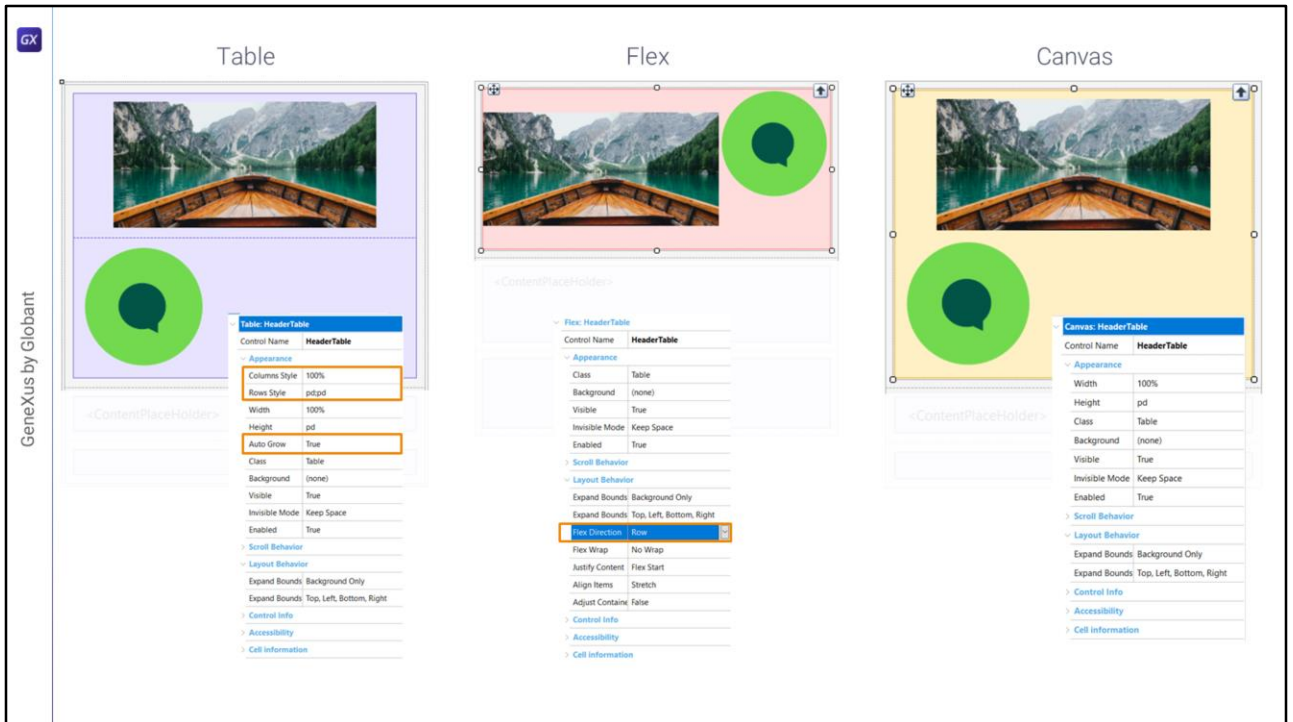 GX
GeneXus by Globant
Table
<ContentPlaceHolder>
Table: HeaderTable
Control Name HeaderTable
Appearance
Columns Style 100%
Rows Style pd;pd
Width 100%
Height pd
Auto Grow True
Class Table
Background (none)
Visible True
Invisible Mode Keep Space
Enabled True
Scroll Behavior
Layout Behavior
Expand Bounds Background Only
Expand Bounds Top, Left, Bottom, Right
Control Info
Accessibility
Cell information
Flex
<ContentPlaceHolder>
Flex: HeaderTable
Control Name HeaderTable
Appearance
Class Table
Background (none)
Visible True
Invisible Mode Keep Space
Enabled True
Scroll Behavior
Layout Behavior
Expand Bounds Background Only
Expand Bounds Top, Left, Bottom, Right
Flex Direction Row
Flex Wrap No Wrap
Justify Content Flex Start
Align Items Stretch
Adjust Containe False
Control Info
Accessibility
Cell Information
Canvas
<ContentPlaceHolder>
Canvas: HeaderTable
Control Name HeaderTable
Appearance
Width 100%
Height pd
Class Table
Background (none)
Visible True
Invisible Mode Keep Space
Enabled True
Scroll Behavior
Layout Behavior
Expand Bounds Background Only
Expand Bounds Top, Left, Bottom, Right
Control Info
Accessibility
Cell information